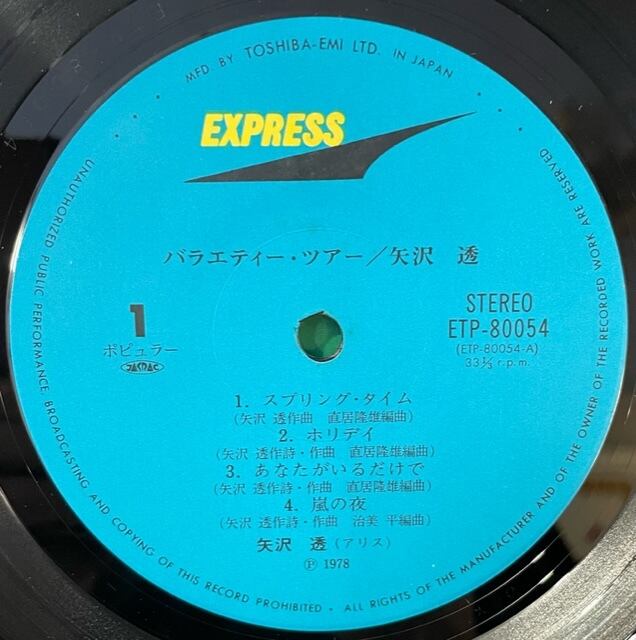 MFD. BY TOSHIBA-EMI LTD. IN JAPAN
EXPRESS
バラエティー・ツアー／矢沢 透
1
ポピュラー
JASRAC
STEREO
ETP-80054
(ETP-80054-A)
33⅓ r.p.m.
1. スプリング・タイム
(矢沢 透作曲 直居隆雄編曲)
2. ホリデイ
(矢沢 透作詩・作曲 直居隆雄編曲)
3. あなたがいるだけで
(矢沢 透作詩・作曲 直居隆雄編曲)
4. 嵐の夜
(矢沢 透作詩・作曲 治美 平編曲)
矢沢 透(アリス)
Ⓟ 1978
UNAUTHORIZED PUBLIC PERFORMANCE, BROADCASTING AND COPYING OF THIS RECORD PROHIBITED • ALL RIGHTS OF THE MANUFACTURER AND OF THE OWNER OF THE RECORDED WORK ARE RESERVED